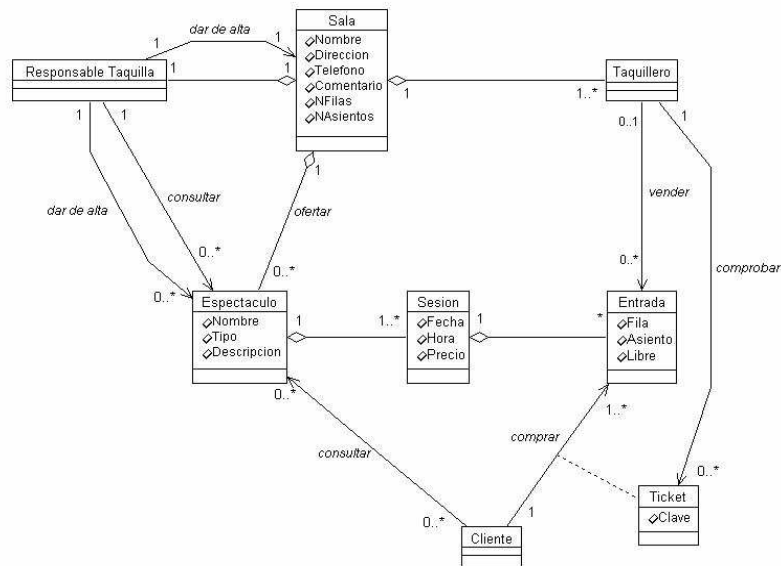 Sala
dar de alta
1
1
Nombre
Direccion
Telefono
Comentario
NFilas
NAsientos
Responsable Taquilla
1
1
Taquillero
1
1..*
1
1
1
0..1
1
consultar
dar de alta
ofertar
vender
comprobar
0..*
0..*
0..*
0..*
Espectaculo
Nombre
Tipo
Descripcion
1
1..*
Sesion
Fecha
Hora
Precio
1
*
Entrada
Fila
Asiento
Libre
0..*
1..*
consultar
comprar
0..*
Ticket
Clave
0..*
1
Cliente